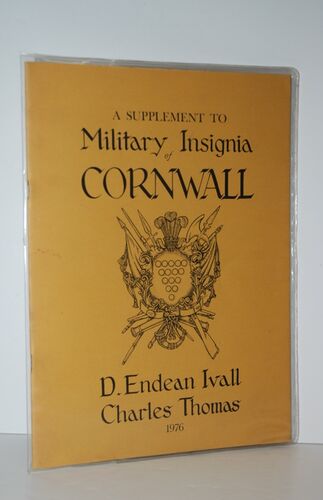 A SUPPLEMENT TO
Military Insignia
of
CORNWALL
D. Endean Ivall
Charles Thomas
1976